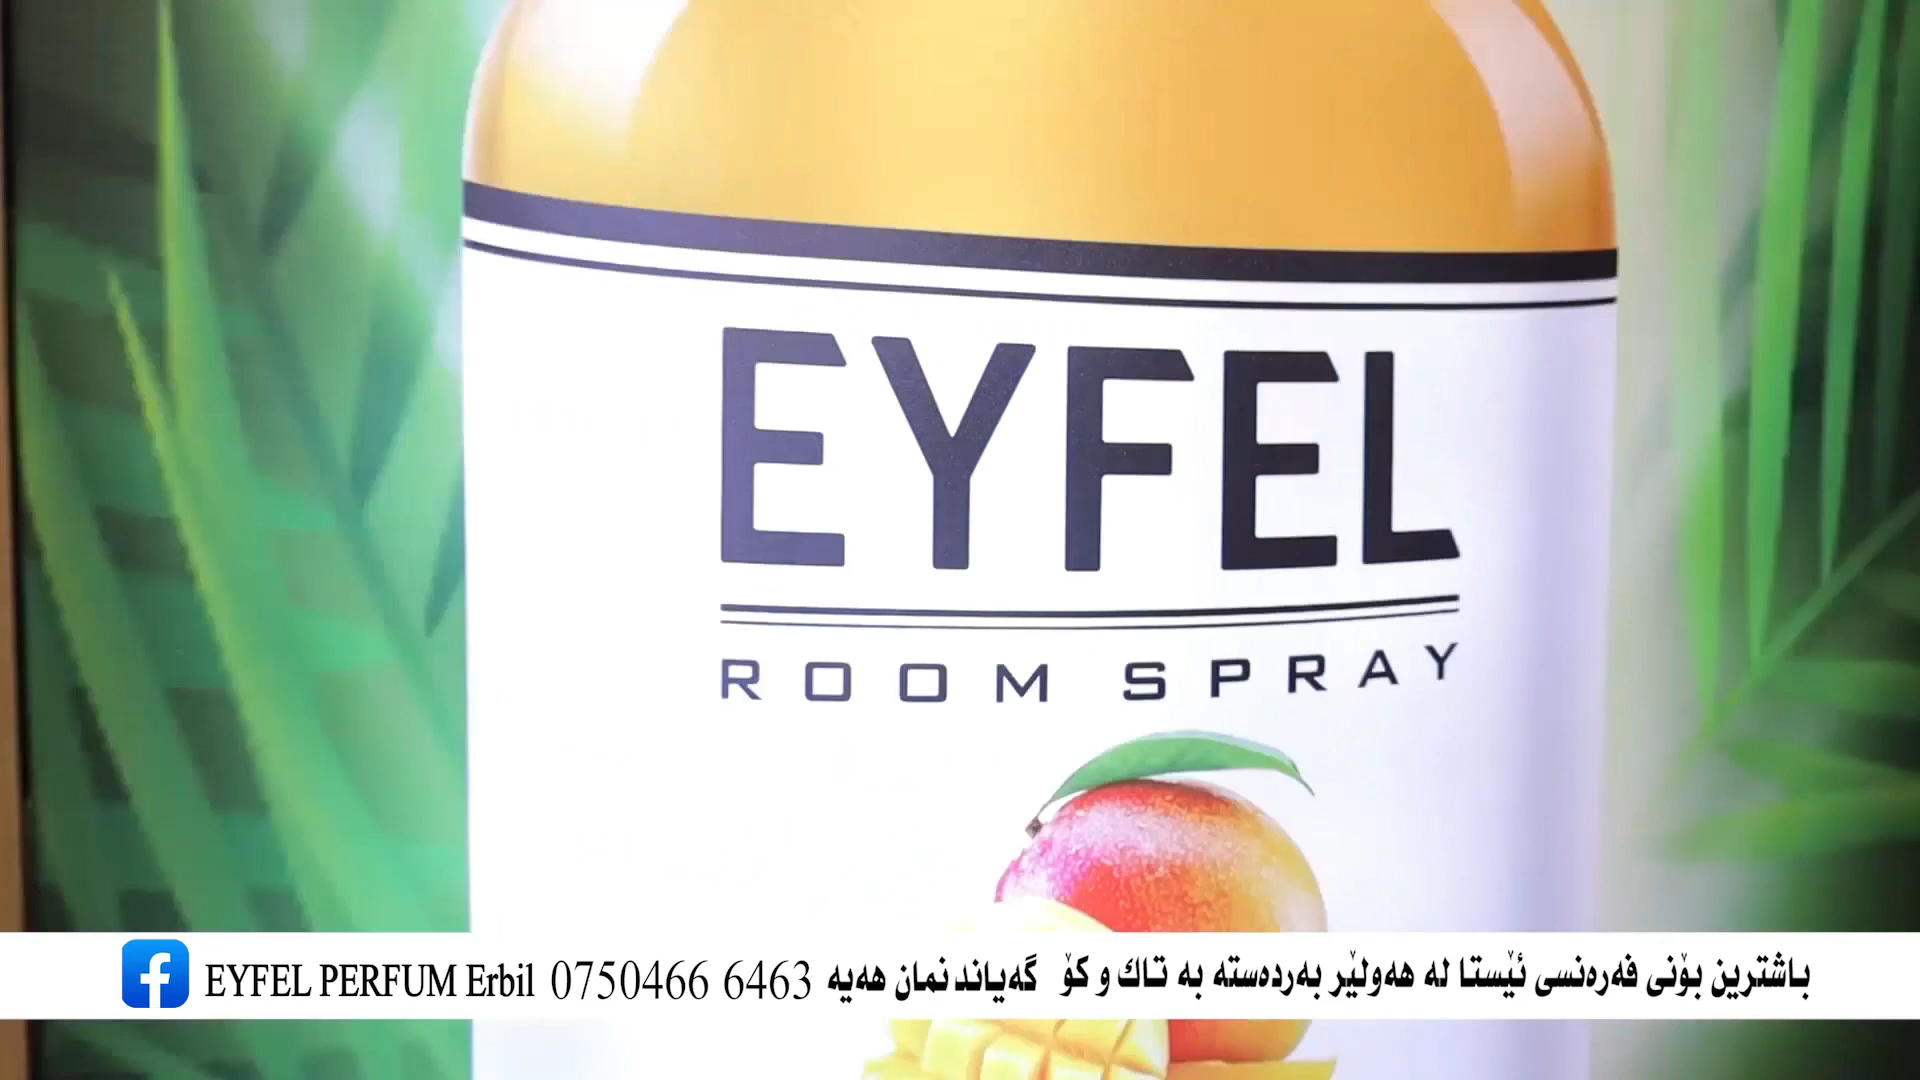 EYFEL
ROOM SPRAY
باشترین بۆنی فەرەنسی ئێستا لە هەولێر بەردەستە بە تاك و كۆ گەیاندنمان هەیە 0750466 6463 EYFEL PERFUM Erbil